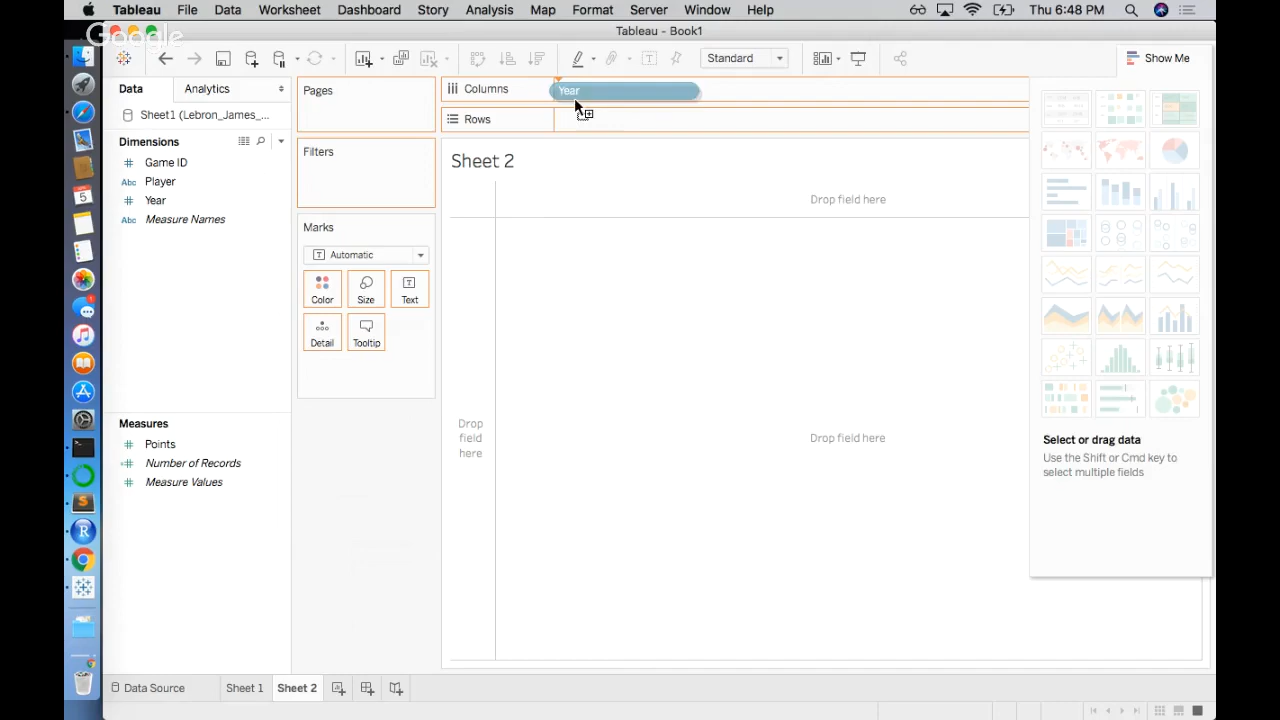 Tableau File Data Worksheet Dashboard Story Analysis Map Format Server Window Help Thu 6:48 PM
Google
Tableau - Book1
Standard
Show Me
Data Analytics
Pages
Columns
Year
Sheet1 (Lebron_James_...
Rows
Dimensions
Filters
Sheet 2
Game ID
Abc Player
Year
Abc Measure Names
Drop field here
Marks
Automatic
Color Size Text
Detail Tooltip
Measures
Points
Number of Records
Measure Values
Drop
field
here
Drop field here
Select or drag data
Use the Shift or Cmd key to
select multiple fields
Data Source Sheet 1 Sheet 2